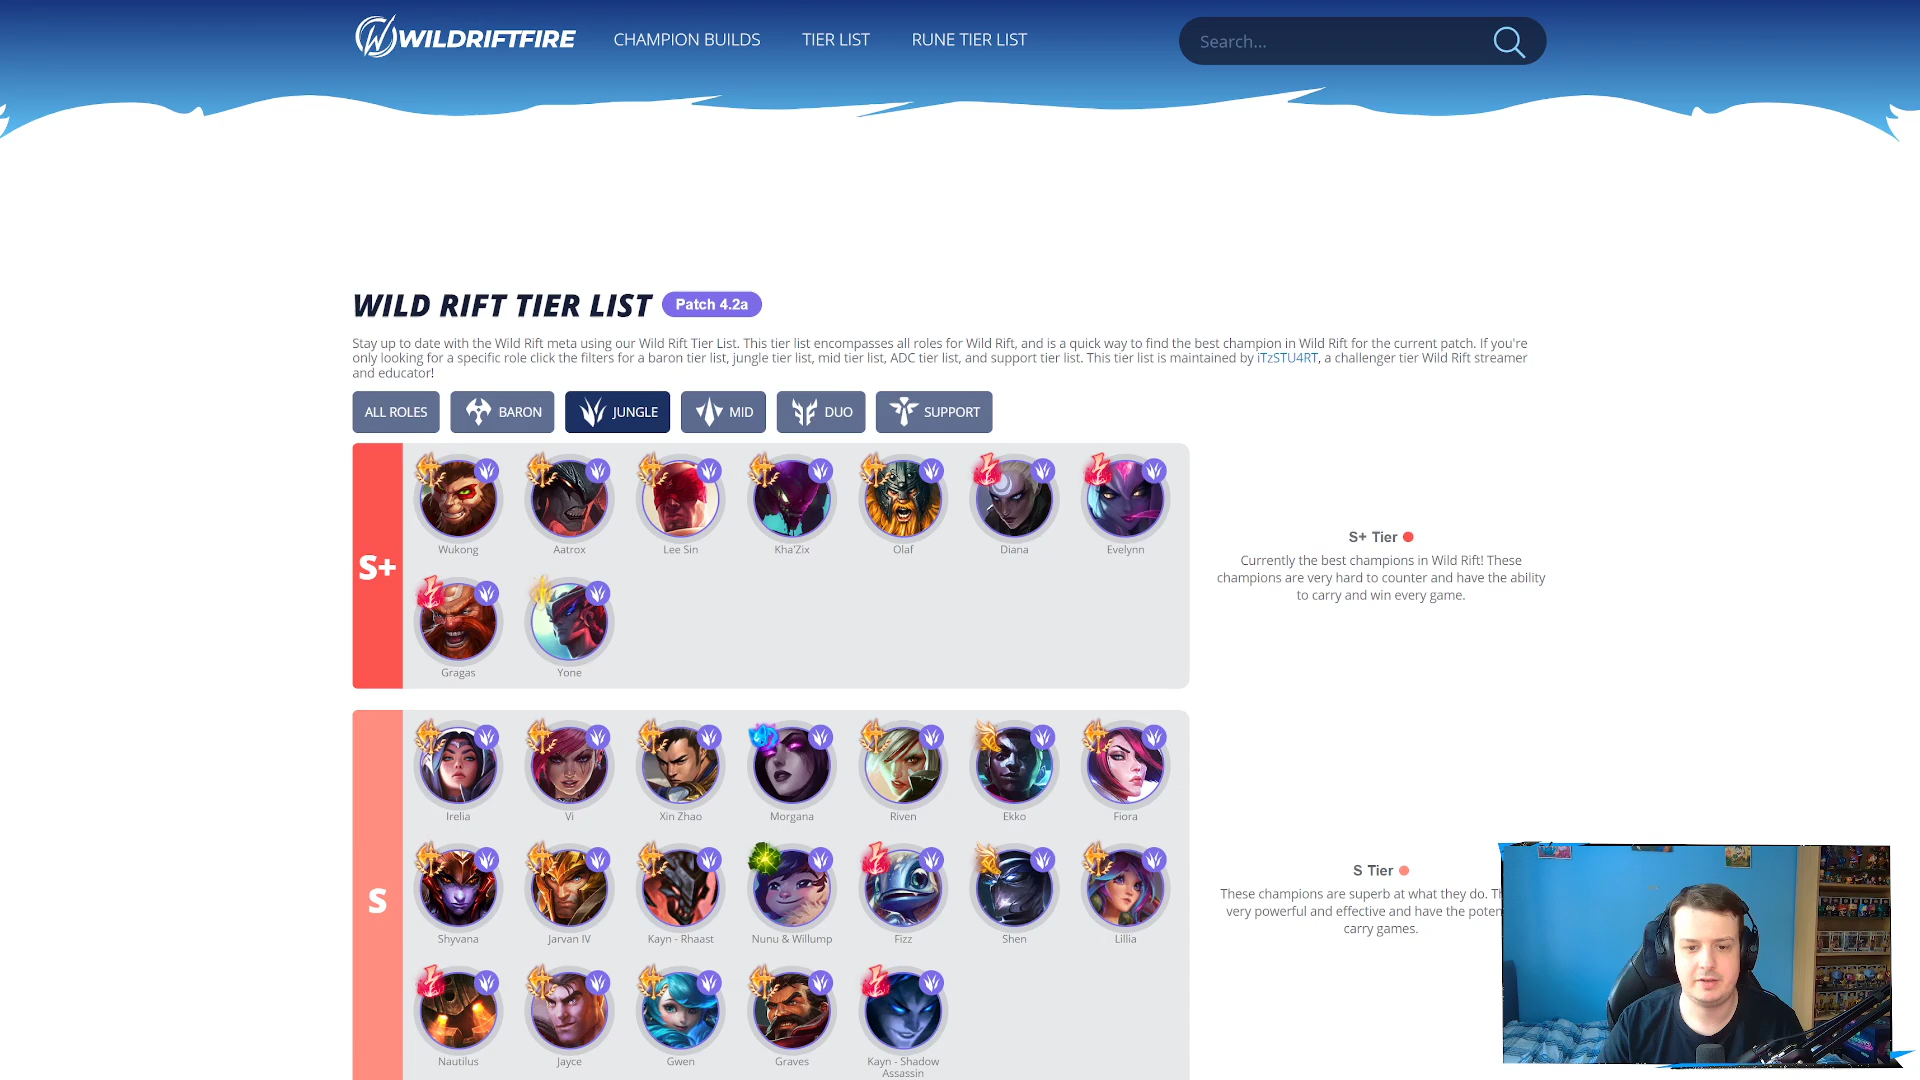 WILDRIFTFIRE
CHAMPION BUILDS
TIER LIST
RUNE TIER LIST
Search...
WILD RIFT TIER LIST
Patch 4.2a
Stay up to date with the Wild Rift meta using our Wild Rift Tier List. This tier list encompasses all roles for Wild Rift, and is a quick way to find the best champion in Wild Rift for the current patch. If you're
only looking for a specific role click the filters for a baron tier list, jungle tier list, mid tier list, ADC tier list, and support tier list. This tier list is maintained by iTzSTU4RT, a challenger tier Wild Rift streamer
and educator!
ALL ROLES
BARON
JUNGLE
MID
DUO
SUPPORT
S+
Wukong
Aatrox
Lee Sin
Kha'Zix
Olaf
Diana
Evelynn
Gragas
Yone
S+ Tier
Currently the best champions in Wild Rift! These
champions are very hard to counter and have the ability
to carry and win every game.
S
Irelia
Vi
Xin Zhao
Morgana
Riven
Ekko
Fiora
Shyvana
Jarvan IV
Kayn - Rhaast
Nunu & Willump
Fizz
Shen
Lillia
Nautilus
Jayce
Gwen
Graves
Kayn - Shadow
Assassin
S Tier
These champions are superb at what they do.
very powerful and effective and have the
carry games.